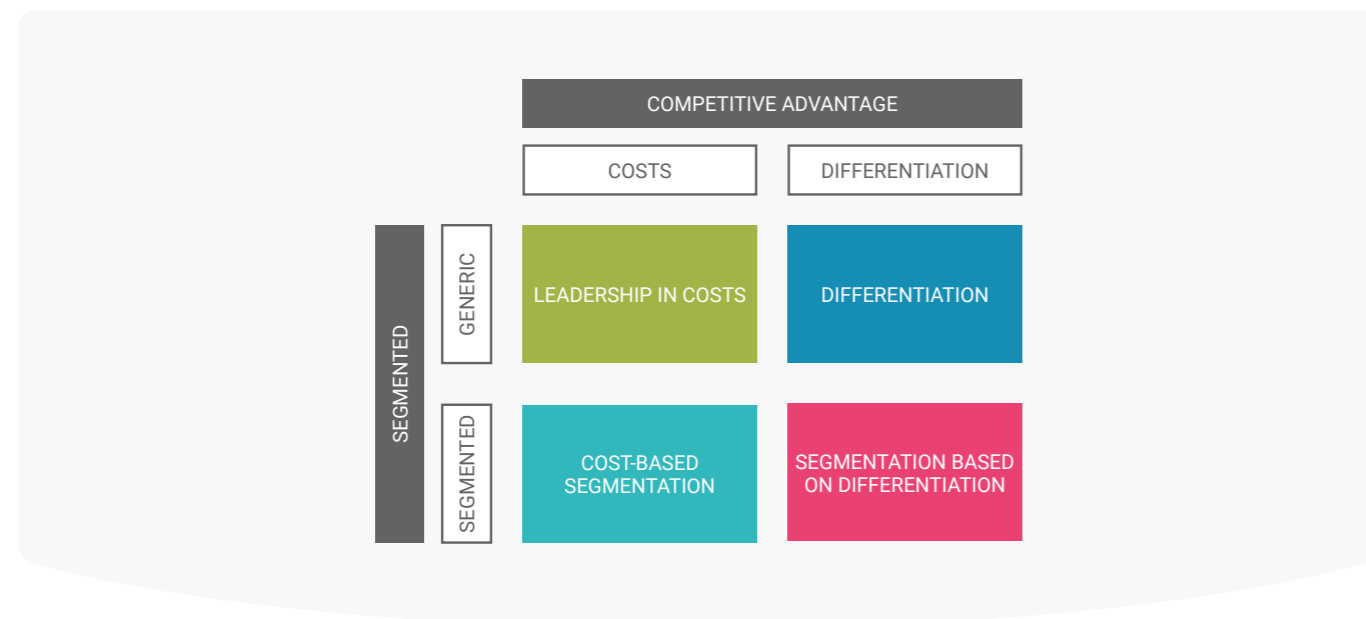 COMPETITIVE ADVANTAGE
COSTS
DIFFERENTIATION
SEGMENTED
GENERIC
LEADERSHIP IN COSTS
DIFFERENTIATION
SEGMENTED
COST-BASED
SEGMENTATION
SEGMENTATION BASED
ON DIFFERENTIATION